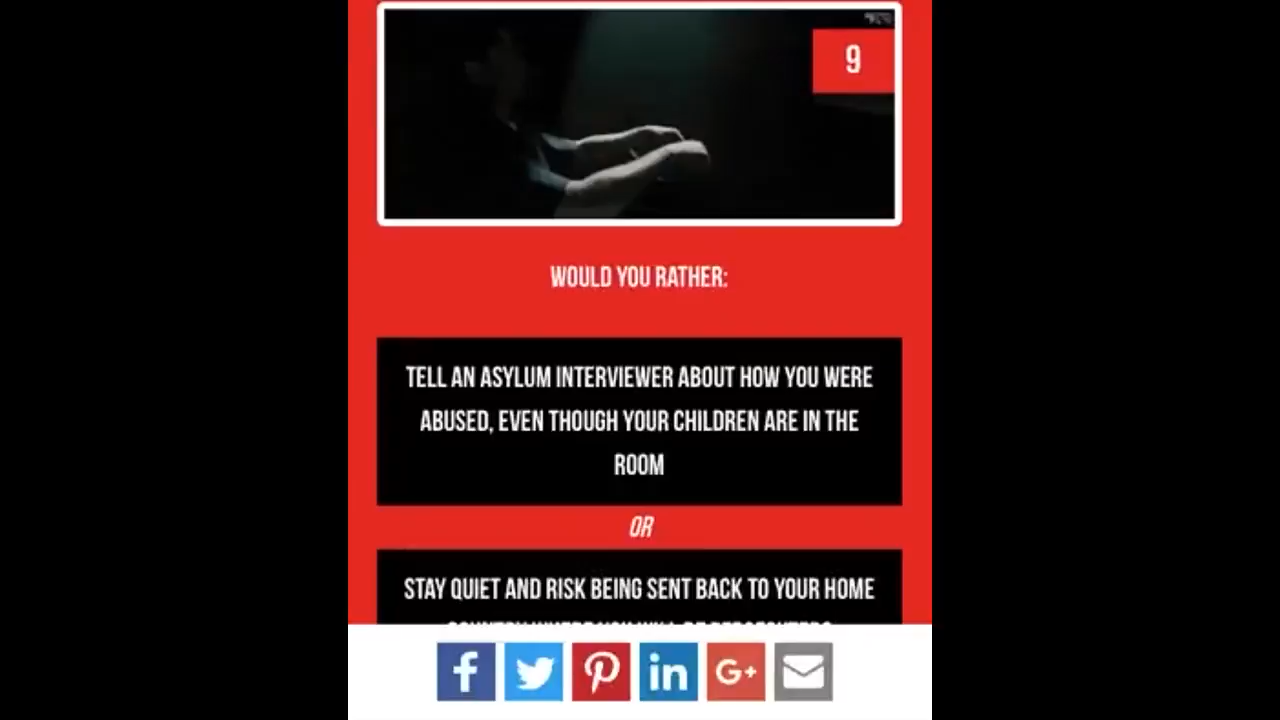 9
WOULD YOU RATHER:
TELL AN ASYLUM INTERVIEWER ABOUT HOW YOU WERE
ABUSED, EVEN THOUGH YOUR CHILDREN ARE IN THE
ROOM
OR
STAY QUIET AND RISK BEING SENT BACK TO YOUR HOME
f
in
G+